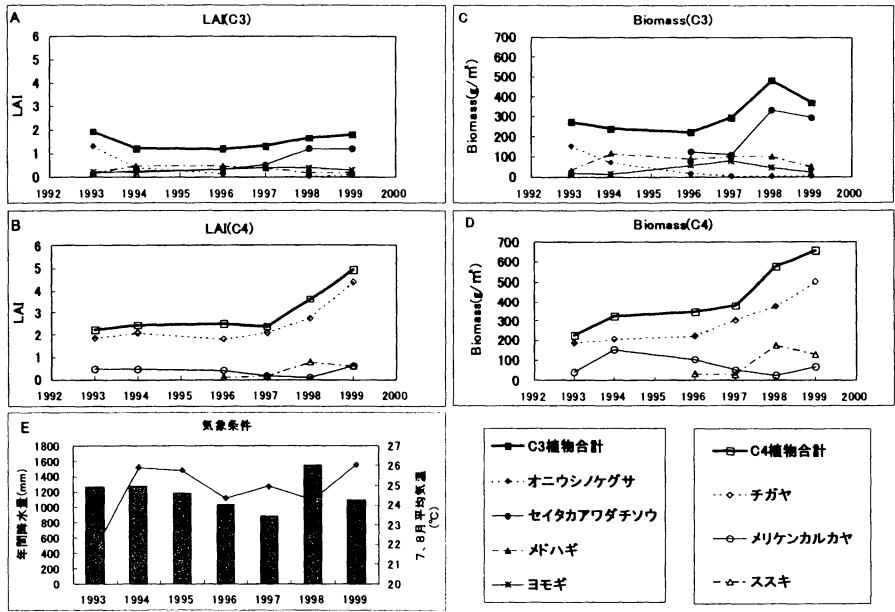 A
LAI(C3)
LAI
6
5
4
3
2
1
0
1992 1993 1994 1995 1996 1997 1998 1999 2000
C
Biomass(C3)
Biomass(g/㎡)
700
600
500
400
300
200
100
0
1992 1993 1994 1995 1996 1997 1998 1999 2000
B
LAI(C4)
LAI
6
5
4
3
2
1
0
1992 1993 1994 1995 1996 1997 1998 1999 2000
D
Biomass(C4)
Biomass(g/㎡)
700
600
500
400
300
200
100
0
1992 1993 1994 1995 1996 1997 1998 1999 2000
E
気象条件
年間降水量(mm)
1800
1600
1400
1200
1000
800
600
400
200
0
27
26
25
24
23
22
21
20
7、8月平均気温
(℃)
1993 1994 1995 1996 1997 1998 1999
C3植物合計
オニウシノケグサ
セイタカアワダチソウ
メドハギ
ヨモギ
C4植物合計
チガヤ
メリケンカルカヤ
ススキ